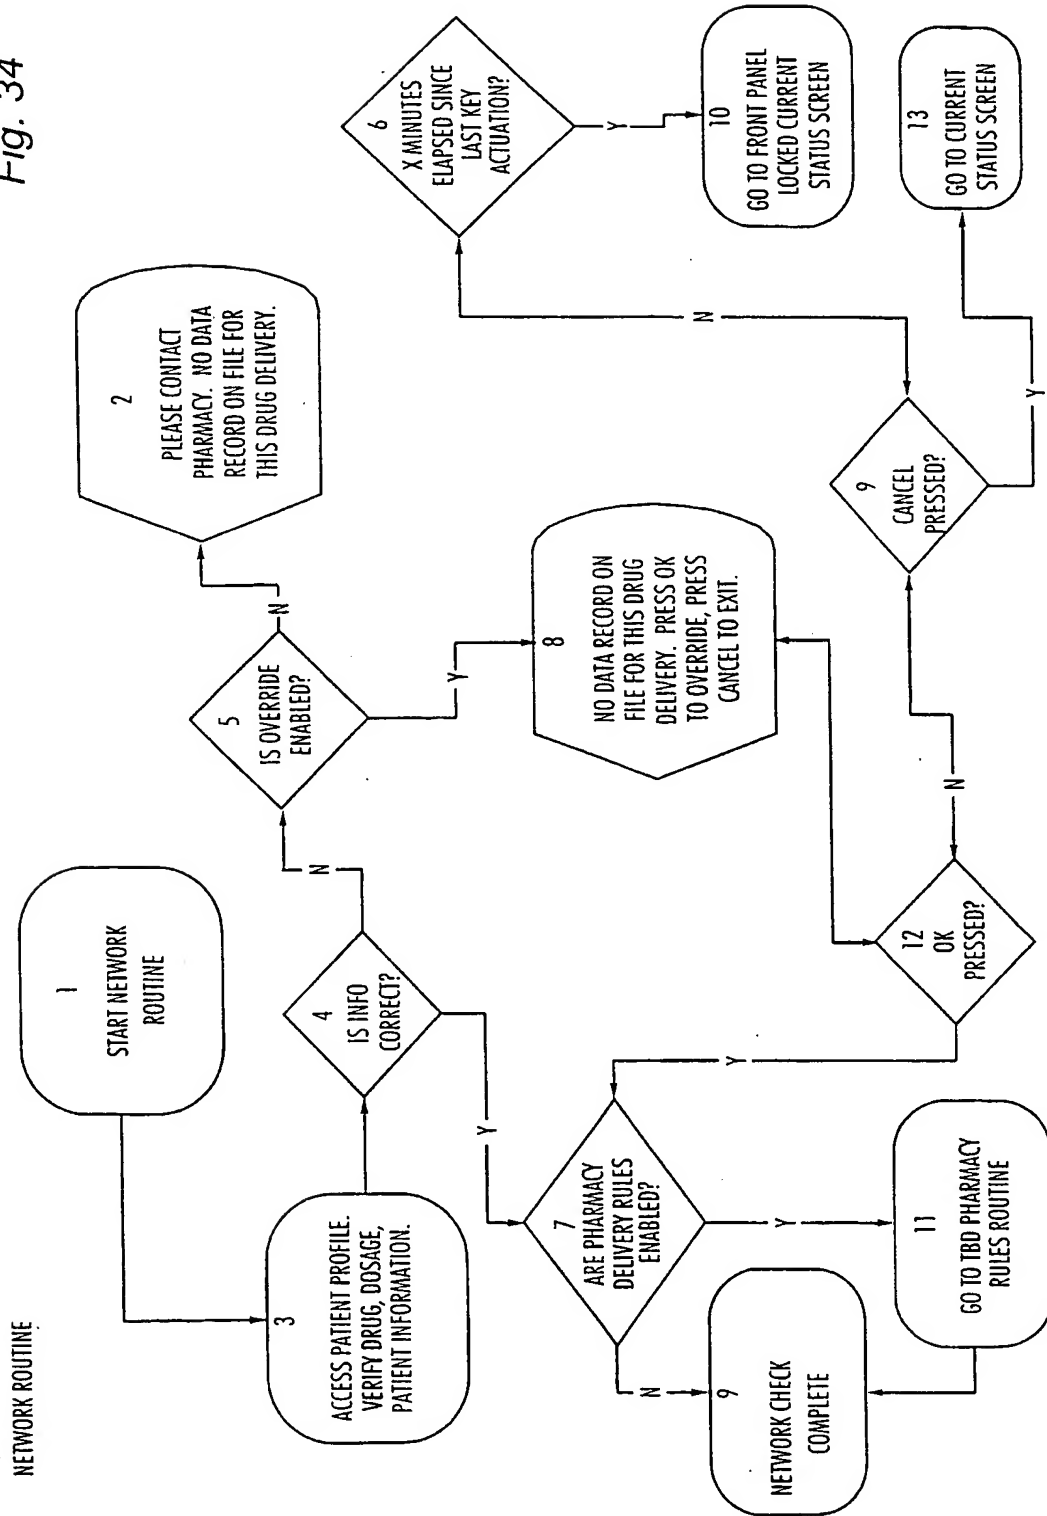 Fig. 34
NETWORK ROUTINE
1
START NETWORK
ROUTINE
2
PLEASE CONTACT
PHARMACY. NO DATA
RECORD ON FILE FOR
THIS DRUG DELIVERY.
3
ACCESS PATIENT PROFILE.
VERIFY DRUG, DOSAGE,
PATIENT INFORMATION.
4
IS INFO
CORRECT?
N
Y
5
IS OVERRIDE
ENABLED?
N
Y
6
X MINUTES
ELAPSED SINCE
LAST KEY
ACTUATION?
Y
7
ARE PHARMACY
DELIVERY RULES
ENABLED?
N
Y
8
NO DATA RECORD ON
FILE FOR THIS DRUG
DELIVERY. PRESS OK
TO OVERRIDE, PRESS
CANCEL TO EXIT.
9
CANCEL
PRESSED?
N
Y
10
GO TO FRONT PANEL
LOCKED CURRENT
STATUS SCREEN
9
NETWORK CHECK
COMPLETE
11
GO TO TBD PHARMACY
RULES ROUTINE
12
OK
PRESSED?
N
Y
13
GO TO CURRENT
STATUS SCREEN